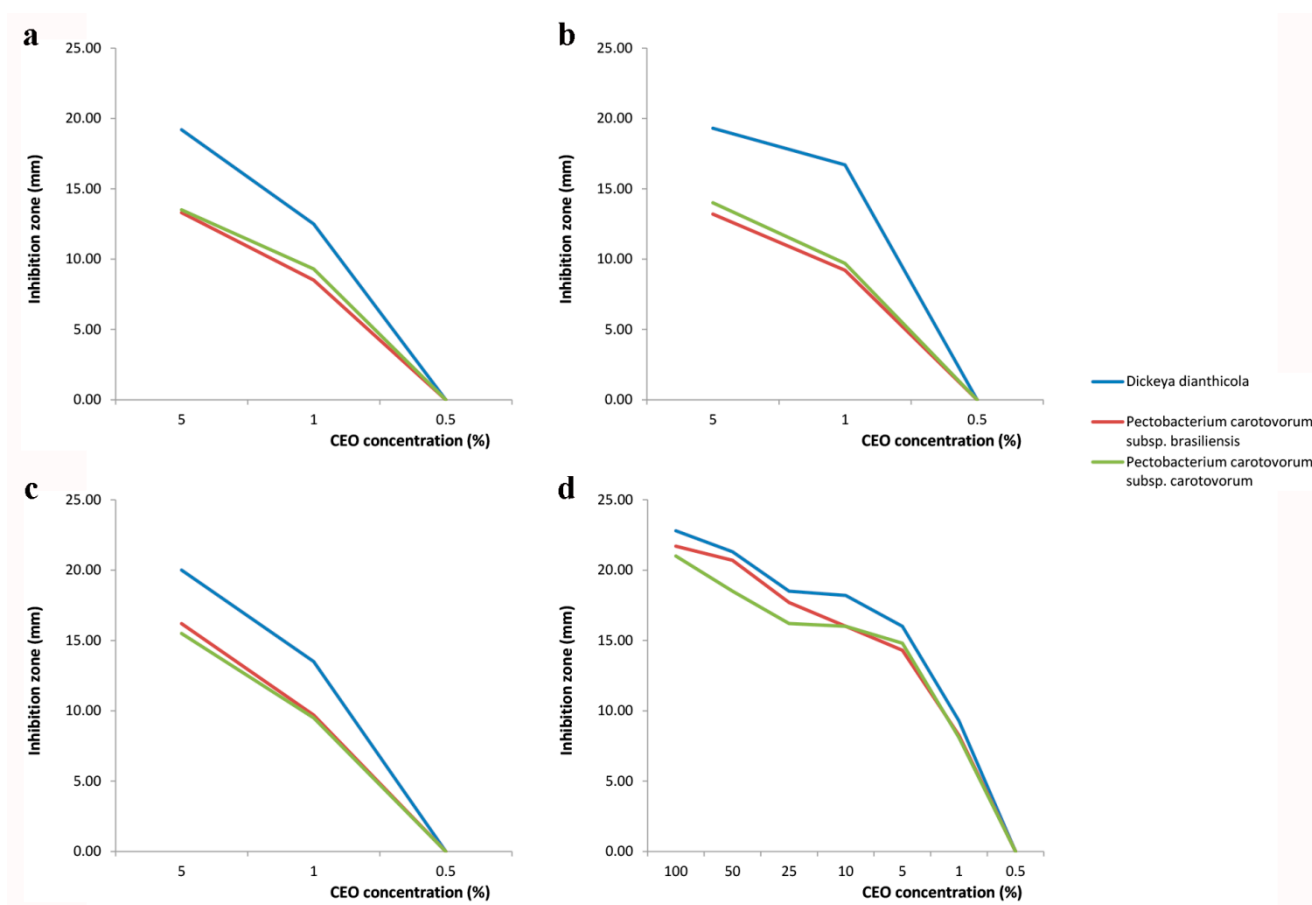 a
25.00
20.00
15.00
10.00
5.00
0.00
Inhibition zone (mm)
5 1 0.5
CEO concentration (%)
b
25.00
20.00
15.00
10.00
5.00
0.00
Inhibition zone (mm)
5 1 0.5
CEO concentration (%)
Dickeya dianthicola
Pectobacterium carotovorum
subsp. brasiliensis
Pectobacterium carotovorum
subsp. carotovorum
c
25.00
20.00
15.00
10.00
5.00
0.00
Inhibition zone (mm)
5 1 0.5
CEO concentration (%)
d
25.00
20.00
15.00
10.00
5.00
0.00
Inhibition zone (mm)
100 50 25 10 5 1 0.5
CEO concentration (%)